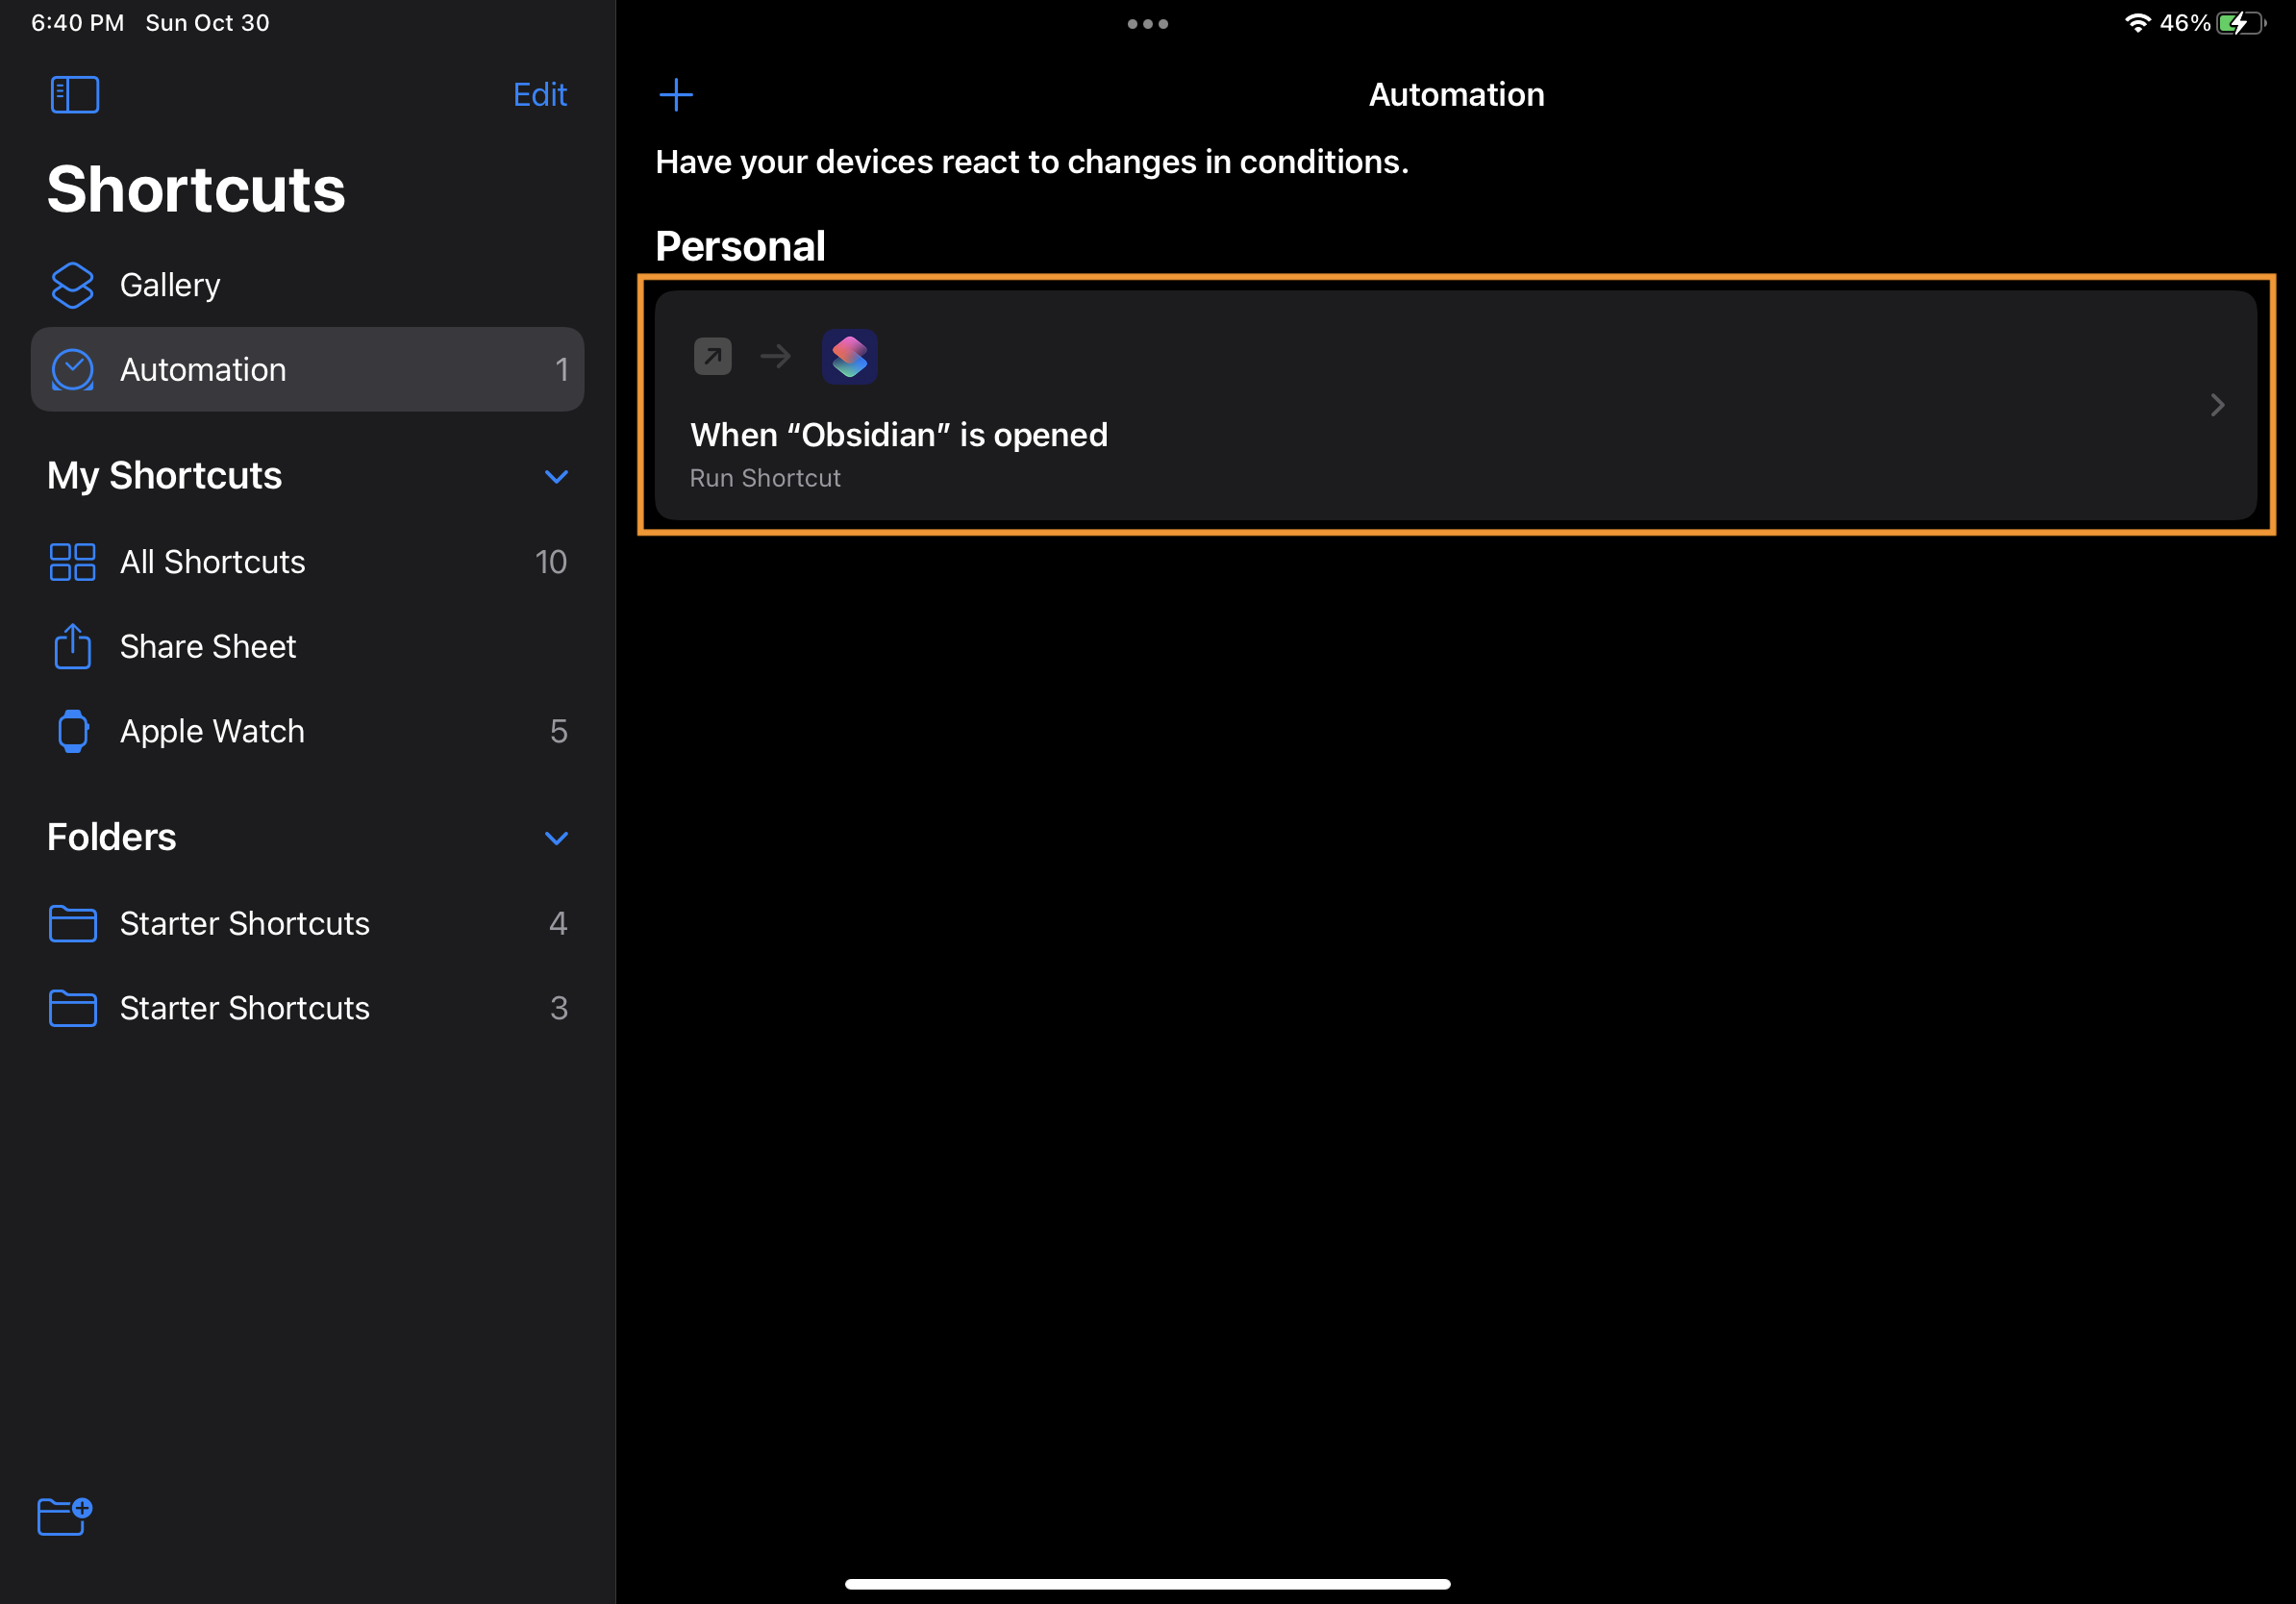 6:40 PM Sun Oct 30
46%
Edit
Shortcuts
Gallery
Automation 1
My Shortcuts
All Shortcuts 10
Share Sheet
Apple Watch 5
Folders
Starter Shortcuts 4
Starter Shortcuts 3
Automation
Have your devices react to changes in conditions.
Personal
When “Obsidian” is opened
Run Shortcut